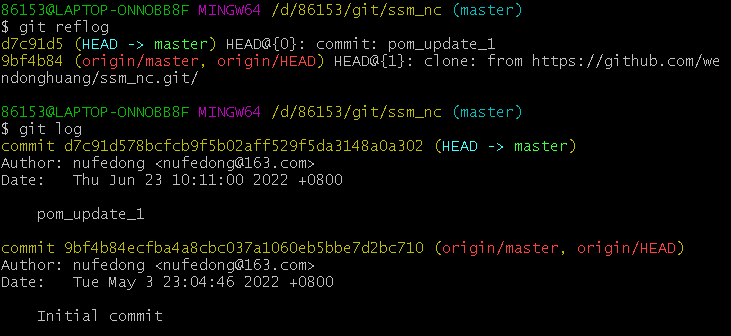 86153@LAPTOP-ONNOBB8F MINGW64 /d/86153/git/ssm_nc (master)
$ git reflog
d7c91d5 (HEAD -> master) HEAD@{0}: commit: pom_update_1
9bf4b84 (origin/master, origin/HEAD) HEAD@{1}: clone: from https://github.com/we
ndonghuang/ssm_nc.git/
86153@LAPTOP-ONNOBB8F MINGW64 /d/86153/git/ssm_nc (master)
$ git log
commit d7c91d578bcfcb9f5b02aff529f5da3148a0a302 (HEAD -> master)
Author: nufedong <nufedong@163.com>
Date:   Thu Jun 23 10:11:00 2022 +0800
    pom_update_1
commit 9bf4b84ecfba4a8cbc037a1060eb5bbe7d2bc710 (origin/master, origin/HEAD)
Author: nufedong <nufedong@163.com>
Date:   Tue May 3 23:04:46 2022 +0800
    Initial commit